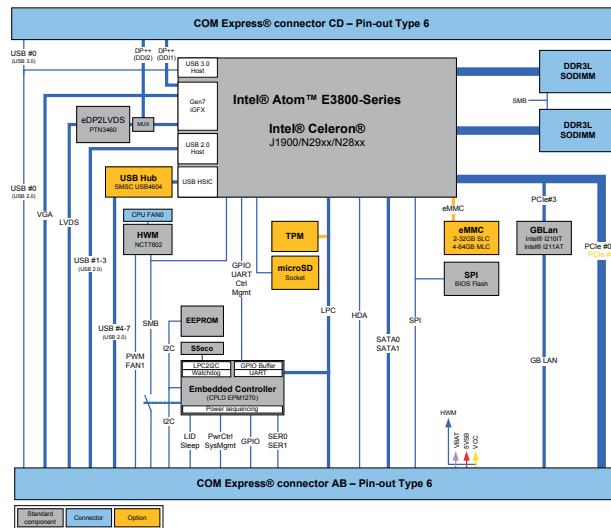 COM Express® connector CD – Pin-out Type 6
USB #0
(USB 3.0)
DP++
(DDI2)
DP++
(DDI1)
USB 3.0
Host
Gen7
iGFX
USB 2.0
Host
USB HSIC
Intel® Atom™ E3800-Series
Intel® Celeron®
J1900/N29xx/N28xx
DDR3L
SODIMM
SMB
DDR3L
SODIMM
eDP2LVDS
PTN3460
MUX
USB Hub
SMSC USB4604
USB #0
(USB 2.0)
VGA
LVDS
USB #1-3
(USB 2.0)
USB #4-7
(USB 2.0)
CPU FAN0
HWM
NCT7802
PWM
FAN1
SMB
I2C
GPIO
UART
Ctrl
Mgmt
TPM
microSD
Socket
LPC
HDA
SATA0
SATA1
SPI
eMMC
eMMC
2-32GB SLC
4-64GB MLC
SPI
BIOS Flash
PCIe#3
GBLan
Intel® I210IT
Intel® I211AT
GB LAN
PCIe #0
PCIe #
EEPROM
S5eco
LPC2I2C
Watchdog
GPIO Buffer
UART
Embedded Controller
(CPLD EPM1270)
Power sequencing
I2C
LID
Sleep
PwrCtrl
SysMgmt
GPIO
SER0
SER1
HWM
VBAT
5VSB
VCC
COM Express® connector AB – Pin-out Type 6
Standard
component
Connector
Option